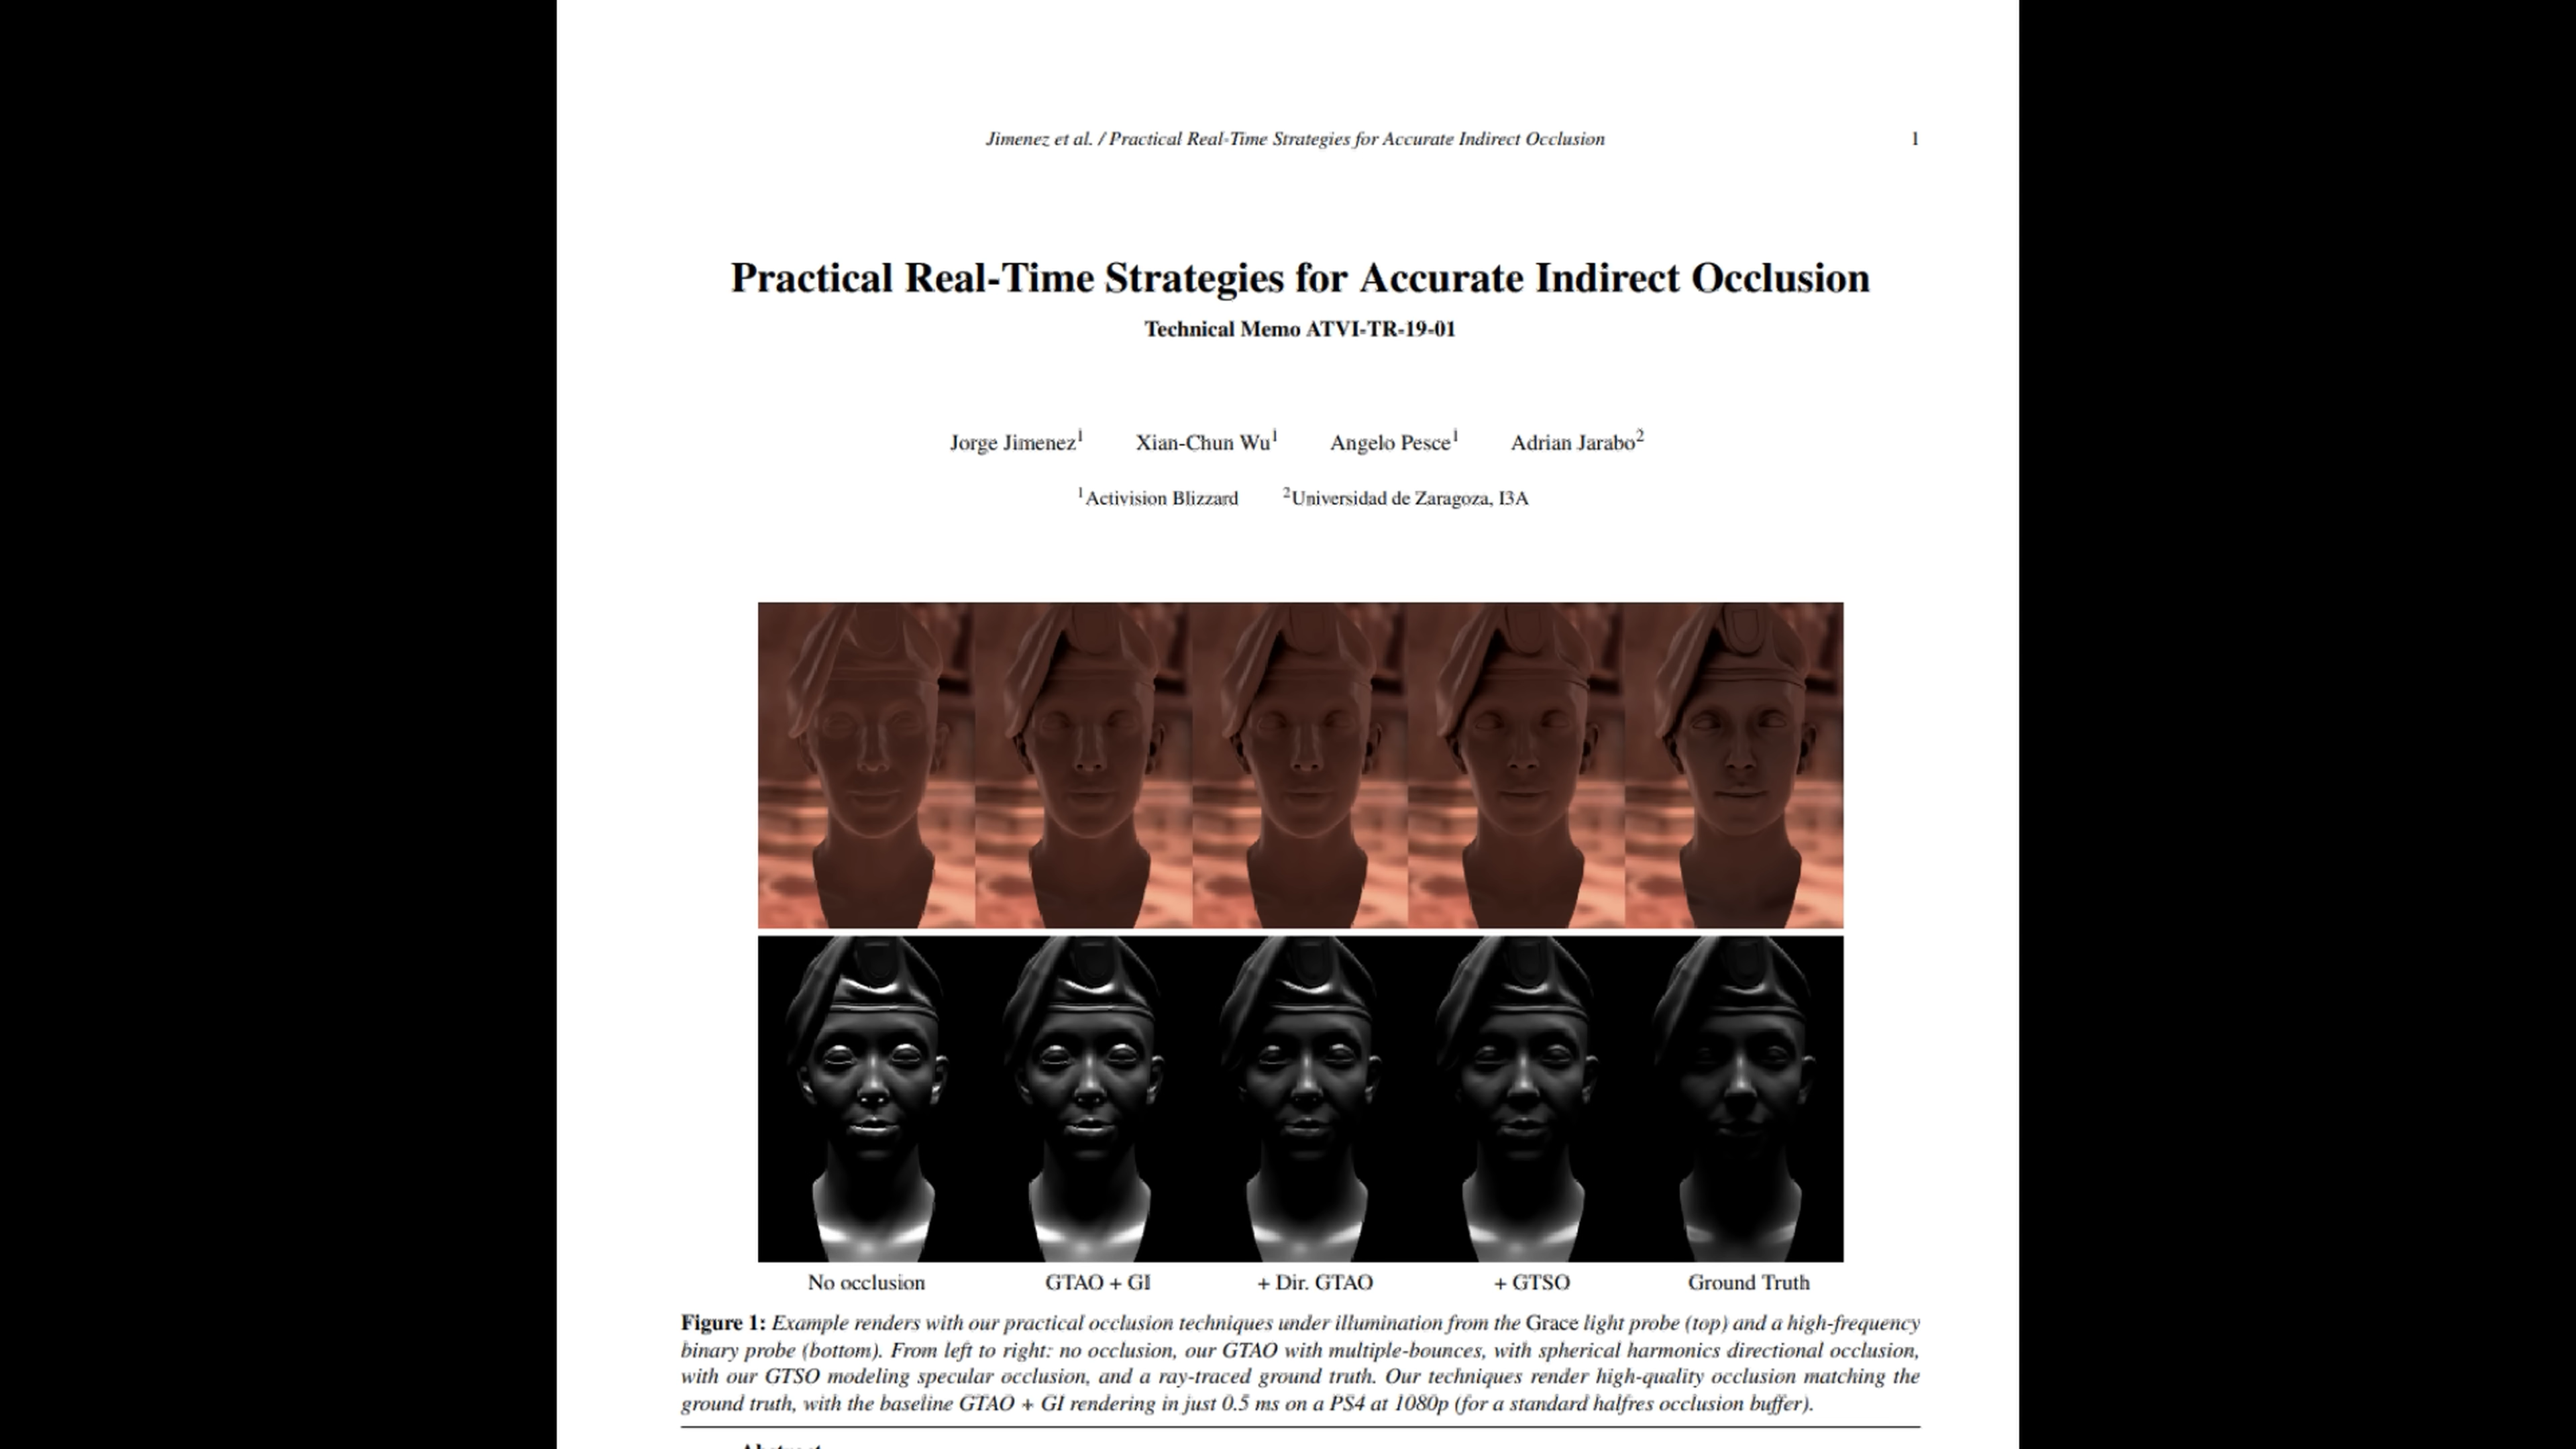 Jimenez et al. / Practical Real-Time Strategies for Accurate Indirect Occlusion 1
Practical Real-Time Strategies for Accurate Indirect Occlusion
Technical Memo ATVI-TR-19-01
Jorge Jimenez1 Xian-Chun Wu1 Angelo Pesce1 Adrian Jarabo2
1Activision Blizzard 2Universidad de Zaragoza, I3A
No occlusion GTAO + GI + Dir. GTAO + GTSO Ground Truth
Figure 1: Example renders with our practical occlusion techniques under illumination from the Grace light probe (top) and a high-frequency
binary probe (bottom). From left to right: no occlusion, our GTAO with multiple-bounces, with spherical harmonics directional occlusion,
with our GTSO modeling specular occlusion, and a ray-traced ground truth. Our techniques render high-quality occlusion matching the
ground truth, with the baseline GTAO + GI rendering in just 0.5 ms on a PS4 at 1080p (for a standard halfres occlusion buffer).